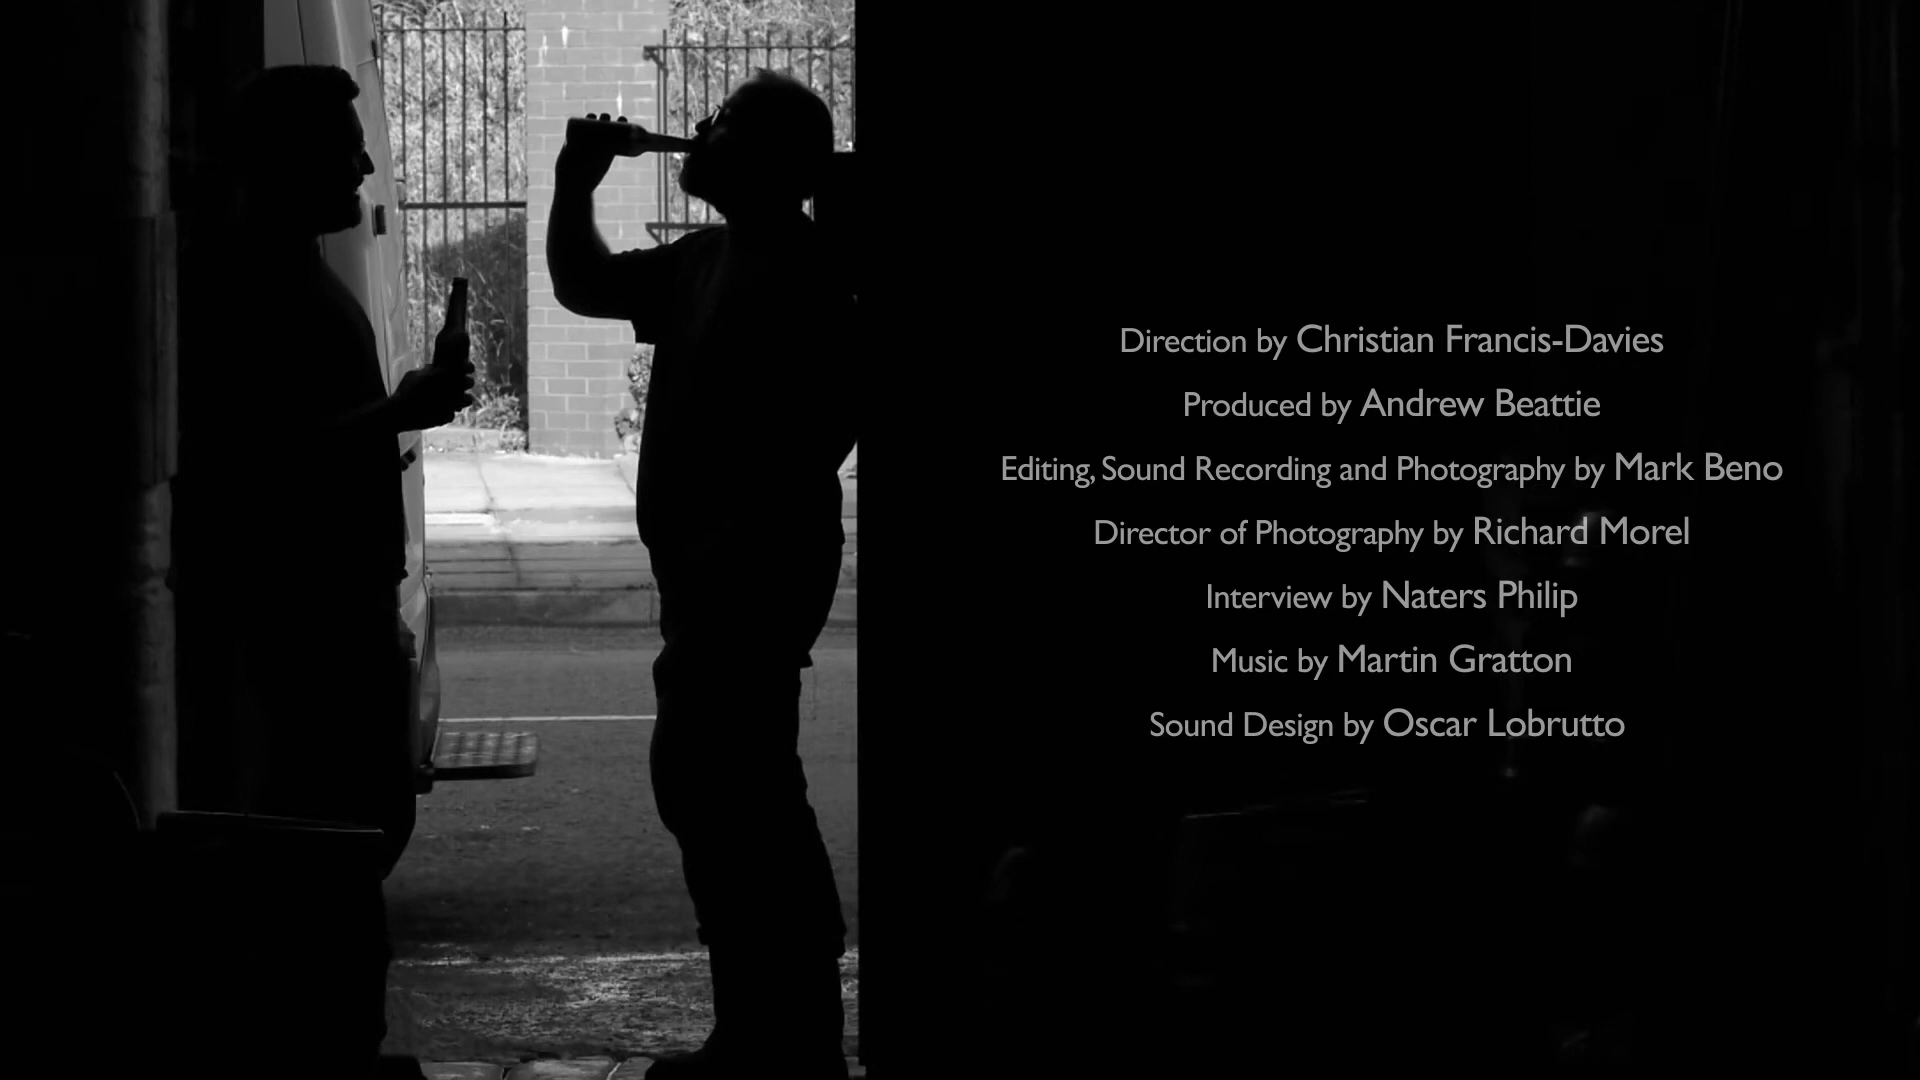 Direction by Christian Francis-Davies
Produced by Andrew Beattie
Editing, Sound Recording and Photography by Mark Beno
Director of Photography by Richard Morel
Interview by Naters Philip
Music by Martin Gratton
Sound Design by Oscar Lobrutto